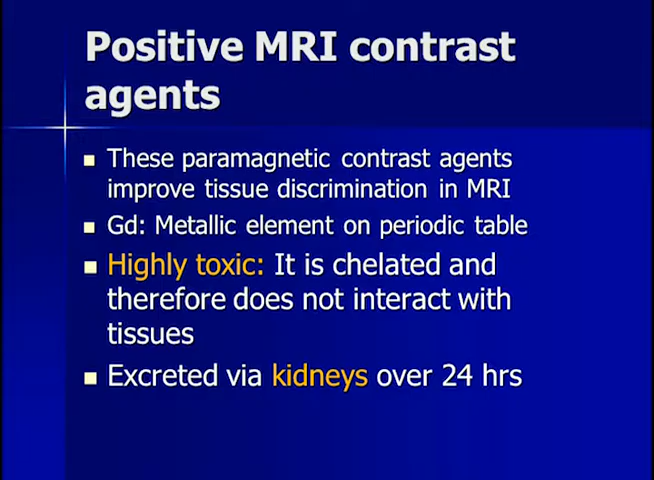 Positive MRI contrast
agents
These paramagnetic contrast agents
improve tissue discrimination in MRI
Gd: Metallic element on periodic table
Highly toxic: It is chelated and
therefore does not interact with
tissues
Excreted via kidneys over 24 hrs